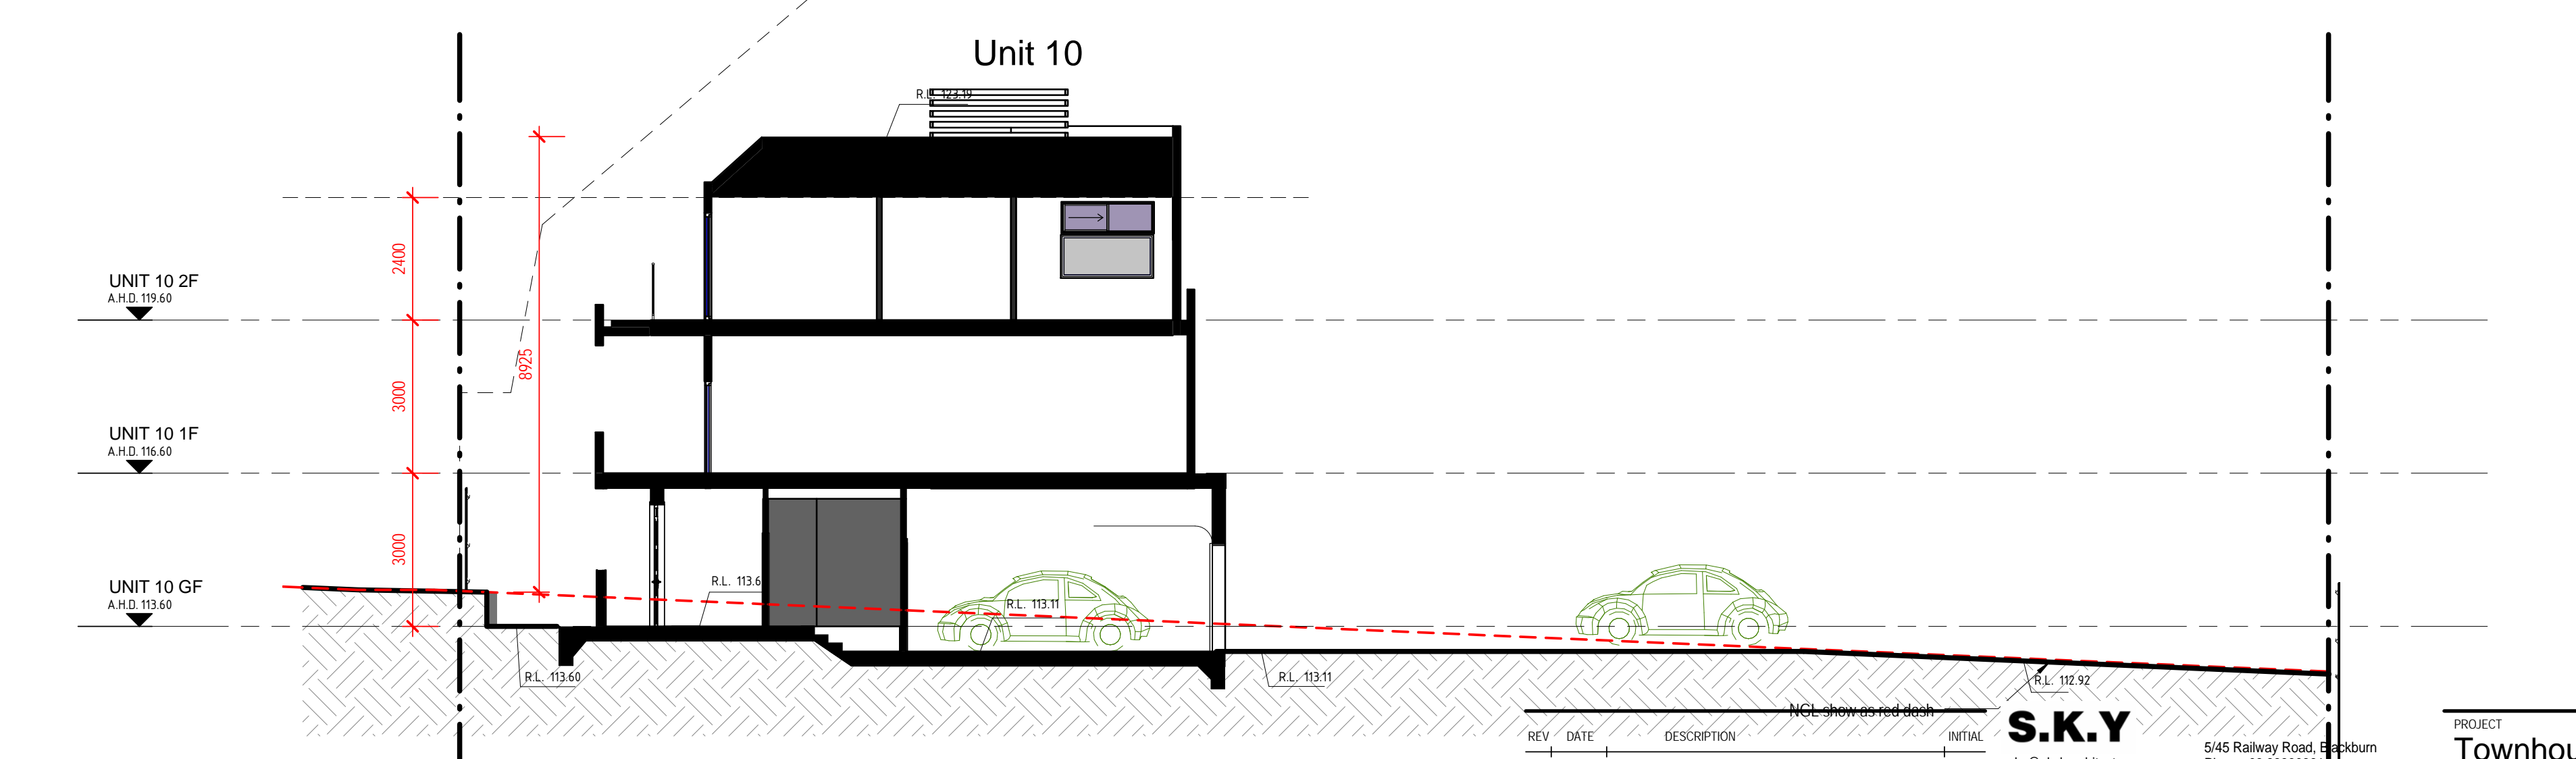 Unit 10
R.L. 123.19
2400
UNIT 10 2F
A.H.D. 119.60
8925
3000
UNIT 10 1F
A.H.D. 116.60
3000
UNIT 10 GF
A.H.D. 113.60
R.L. 113.6
R.L. 113.11
R.L. 113.60
R.L. 113.11
R.L. 112.92
NGL show as red dash
REV DATE DESCRIPTION INITIAL
S.K.Y
5/45 Railway Road, Blackburn
PROJECT
Townhou